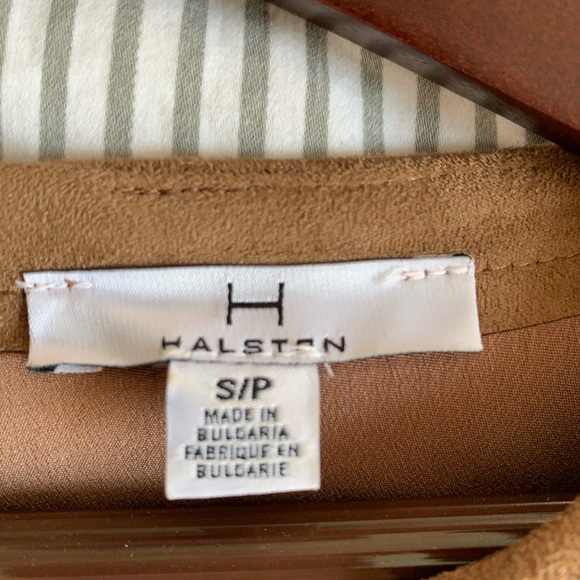 H
HALSTON
S/P
MADE IN
BULGARIA
FABRIQUE EN
BULGARIE